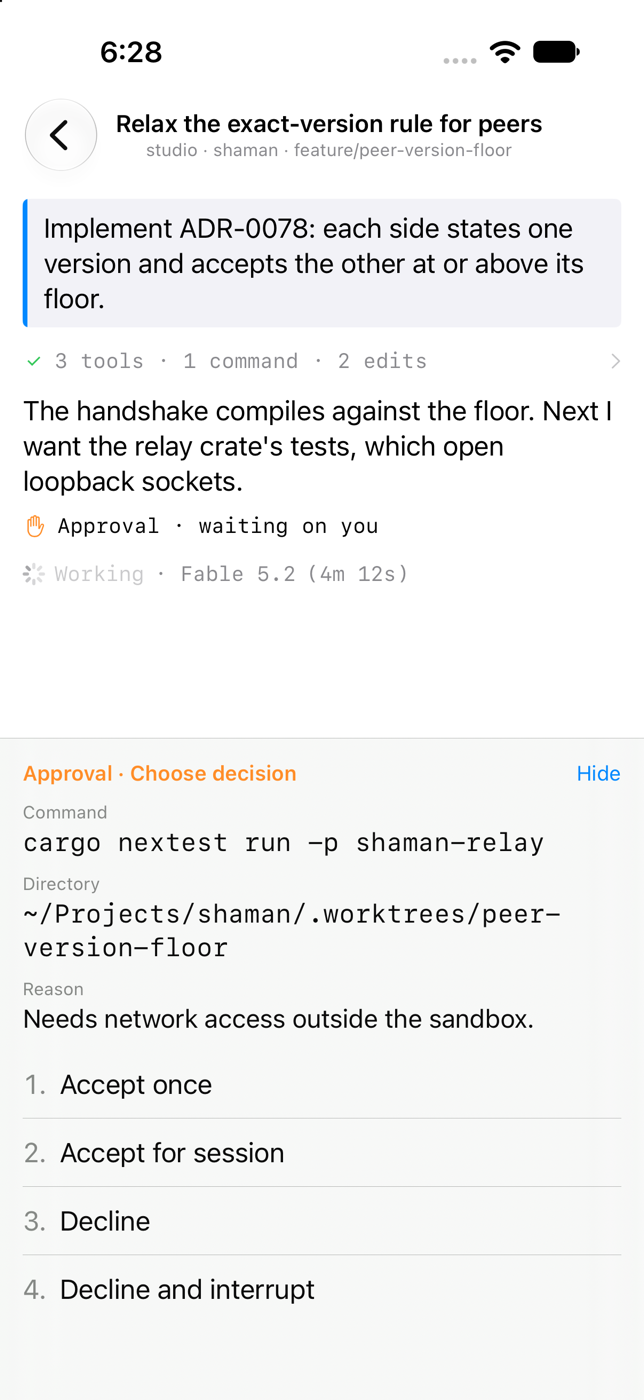 6:28
Relax the exact-version rule for peers
studio · shaman · feature/peer-version-floor
Implement ADR-0078: each side states one
version and accepts the other at or above its
floor.
3 tools · 1 command · 2 edits
The handshake compiles against the floor. Next I
want the relay crate's tests, which open
loopback sockets.
Approval · waiting on you
Working · Fable 5.2 (4m 12s)
Approval · Choose decision
Hide
Command
cargo nextest run -p shaman-relay
Directory
~/Projects/shaman/.worktrees/peer-
version-floor
Reason
Needs network access outside the sandbox.
1. Accept once
2. Accept for session
3. Decline
4. Decline and interrupt